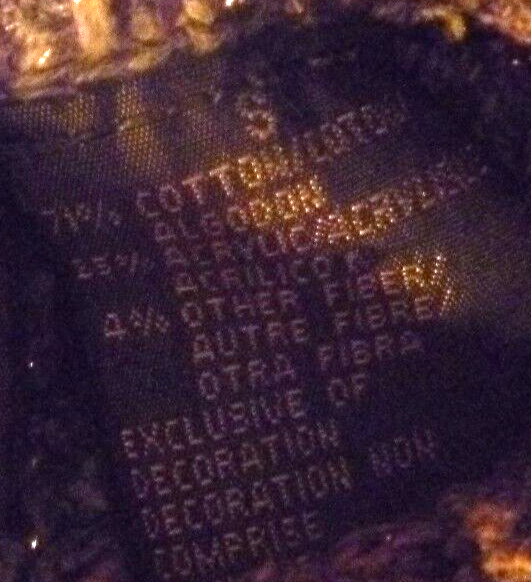 S
71% COTTON/COTON
ALGODON
25% ACRYLIC/ACRYLIQUE
ACRILICO
4% OTHER FIBER/
AUTRE FIBRE/
OTRA FIBRA
EXCLUSIVE OF
DECORATION
DECORATION NON
COMPRISE